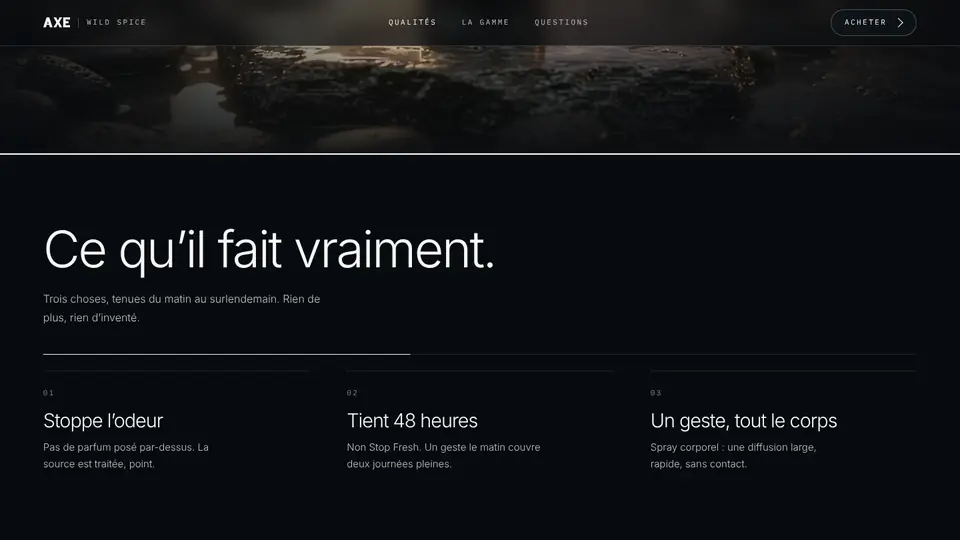 AXE | WILD SPICE
QUALITÉS
LA GAMME
QUESTIONS
ACHETER
Ce qu’il fait vraiment.
Trois choses, tenues du matin au surlendemain. Rien de
plus, rien d’inventé.
01
Stoppe l’odeur
Pas de parfum posé par-dessus. La
source est traitée, point.
02
Tient 48 heures
Non Stop Fresh. Un geste le matin couvre
deux journées pleines.
03
Un geste, tout le corps
Spray corporel : une diffusion large,
rapide, sans contact.